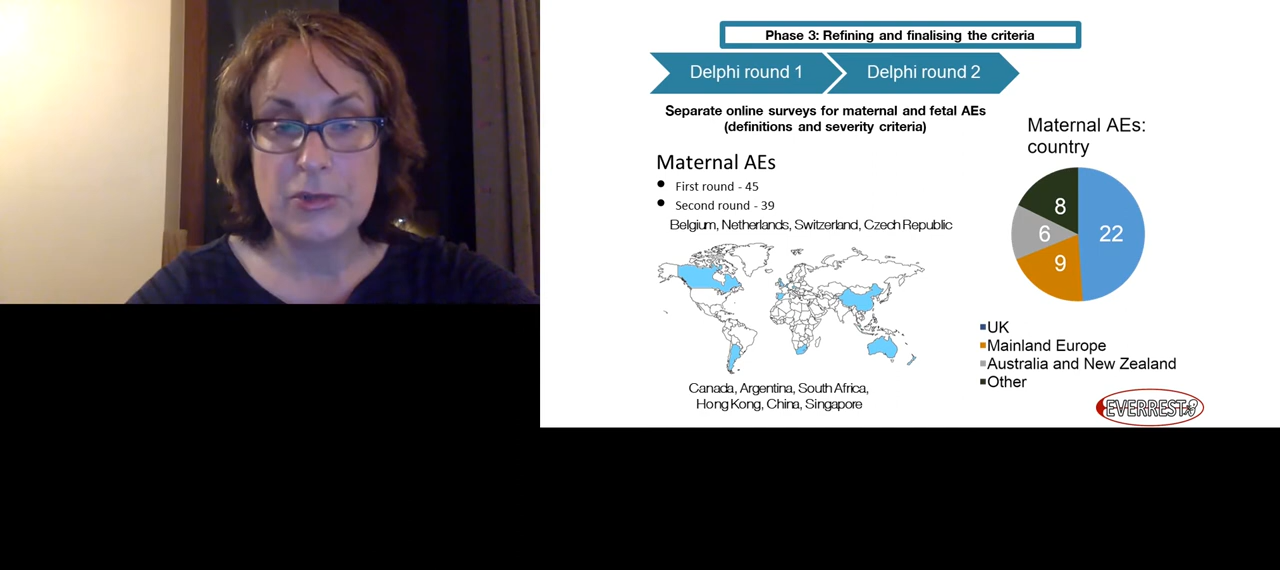 Phase 3: Refining and finalising the criteria
Delphi round 1
Delphi round 2
Separate online surveys for maternal and fetal AEs
(definitions and severity criteria)
Maternal AEs
• First round - 45
• Second round - 39
Belgium, Netherlands, Switzerland, Czech Republic
Canada, Argentina, South Africa,
Hong Kong, China, Singapore
Maternal AEs:
country
8
22
6
9
UK
Mainland Europe
Australia and New Zealand
Other
EVERREST